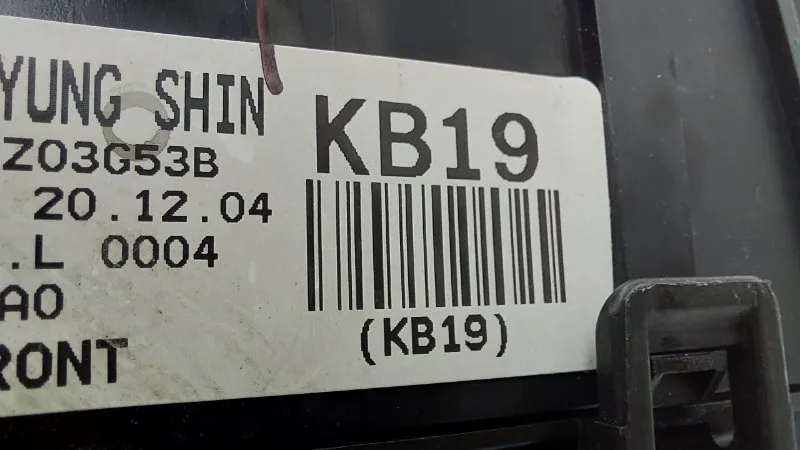 YUNG SHIN
KB19
Z03G53B
20.12.04
.L 0004
A0
RONT
(KB19)